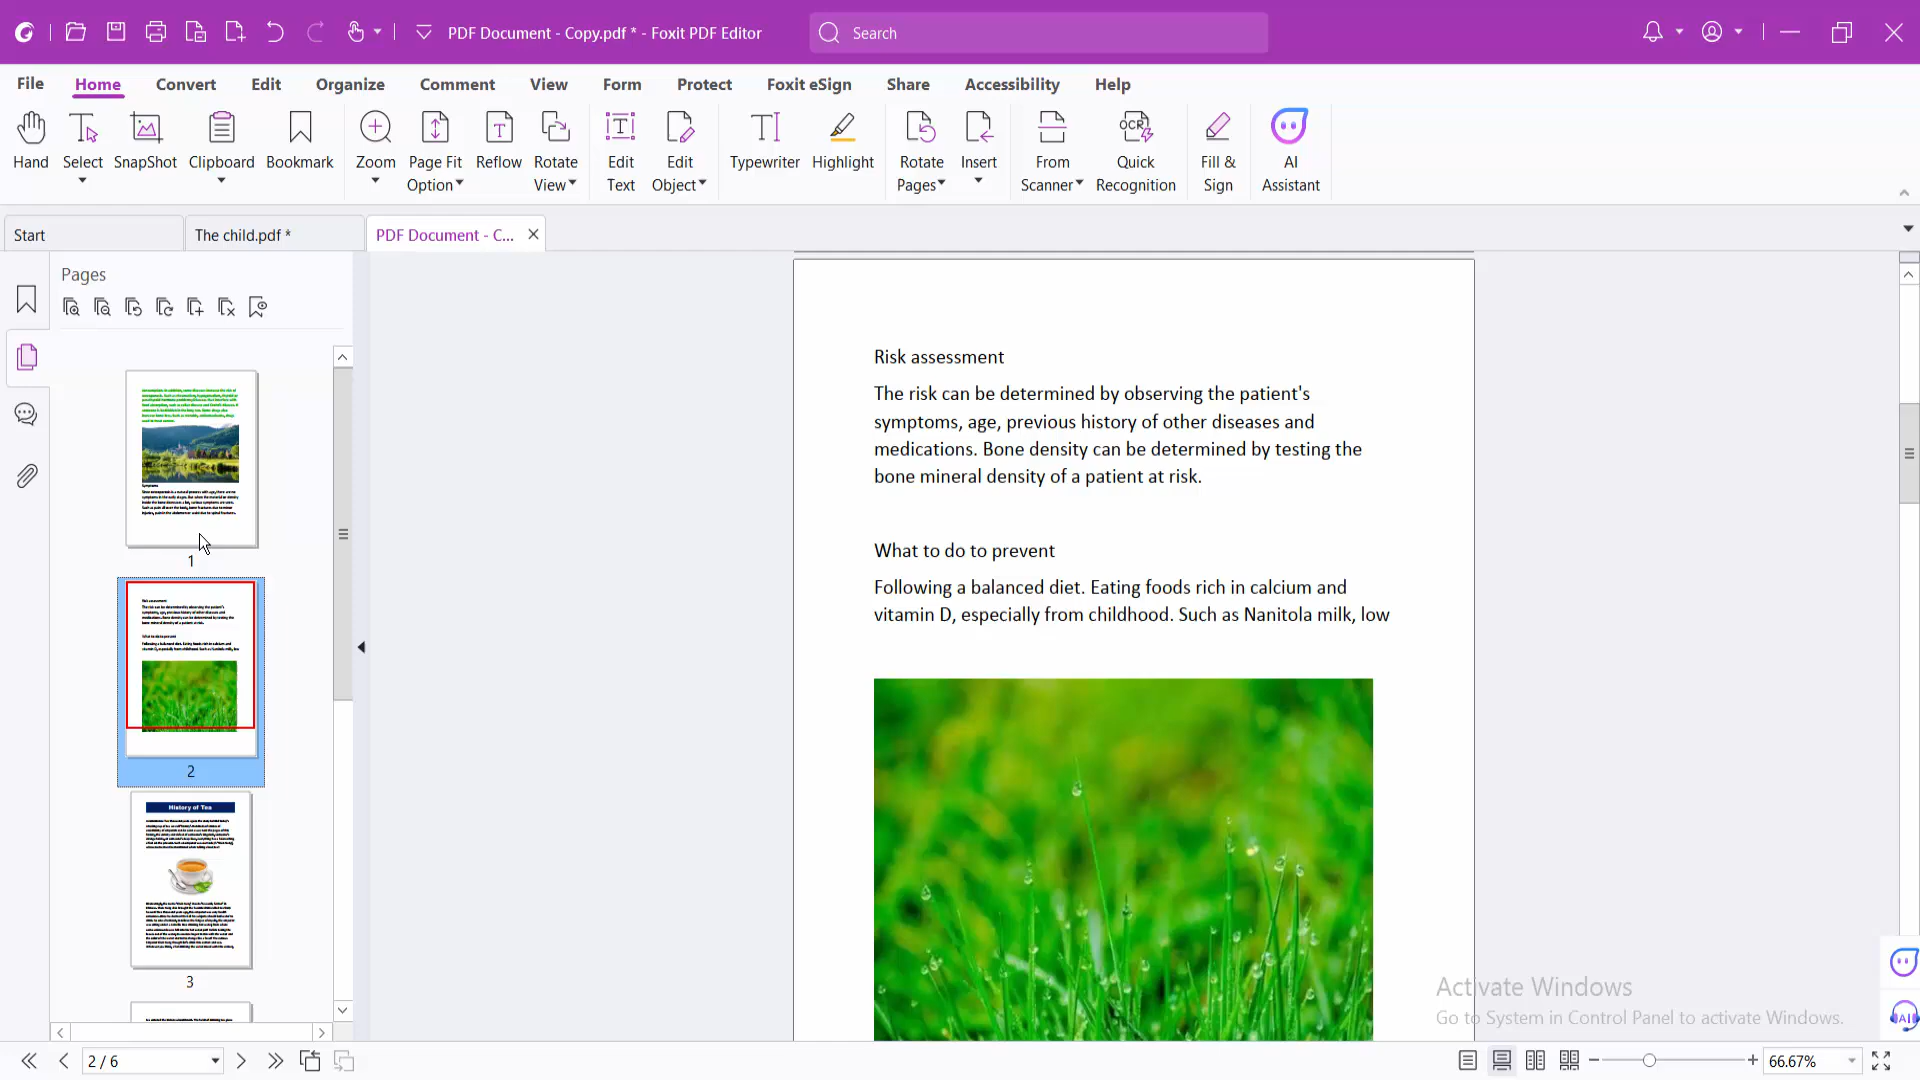 PDF Document - Copy.pdf * - Foxit PDF Editor
Search
File
Home
Convert
Edit
Organize
Comment
View
Form
Protect
Foxit eSign
Share
Accessibility
Help
Hand
Select
SnapShot
Clipboard
Bookmark
Zoom
Page Fit
Option
Reflow
Rotate
View
Edit
Text
Edit
Object
Typewriter
Highlight
Rotate
Pages
Insert
From
Scanner
OCR
Quick
Recognition
Fill &
Sign
AI
Assistant
Start
The child.pdf *
PDF Document - C...
Pages
1
2
History of Tea
3
Risk assessment
The risk can be determined by observing the patient's
symptoms, age, previous history of other diseases and
medications. Bone density can be determined by testing the
bone mineral density of a patient at risk.
What to do to prevent
Following a balanced diet. Eating foods rich in calcium and
vitamin D, especially from childhood. Such as Nanitola milk, low
Activate Windows
Go to System in Control Panel to activate Windows.
AI
2 / 6
66.67%